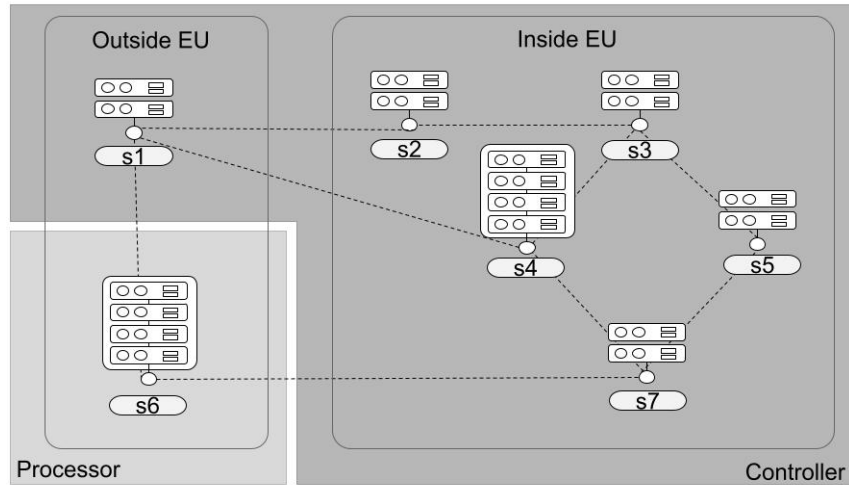 Outside EU
Inside EU
s1
s2
s3
s4
s5
s6
s7
Processor
Controller